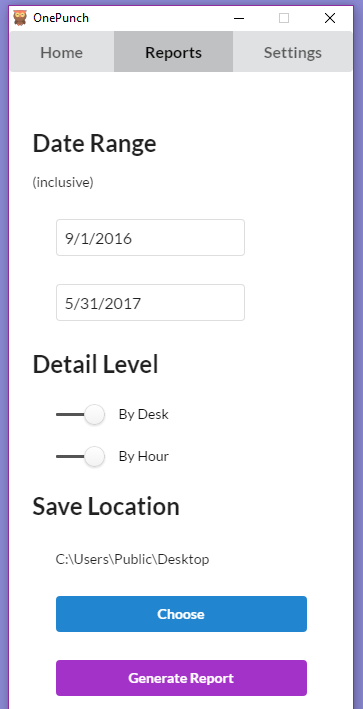 OnePunch
Home Reports Settings
Date Range
(inclusive)
9/1/2016
5/31/2017
Detail Level
By Desk
By Hour
Save Location
C:\Users\Public\Desktop
Choose
Generate Report